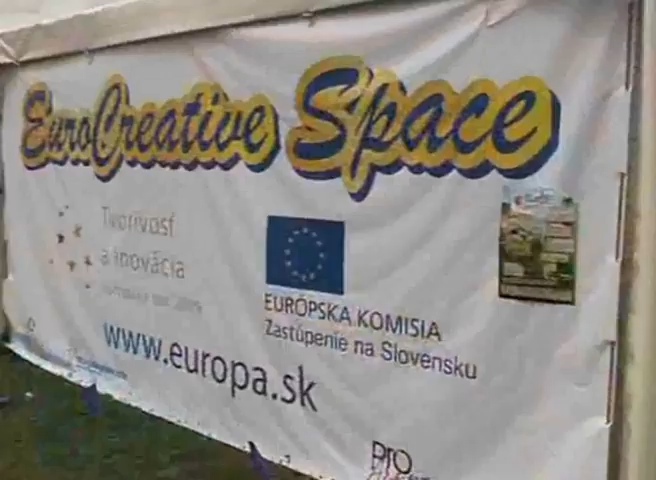 EuroCreative Space
Tvorivosť
a inovácia
EURÓPSKA KOMISIA
Zastúpenie na Slovensku
www.europa.sk
Pro